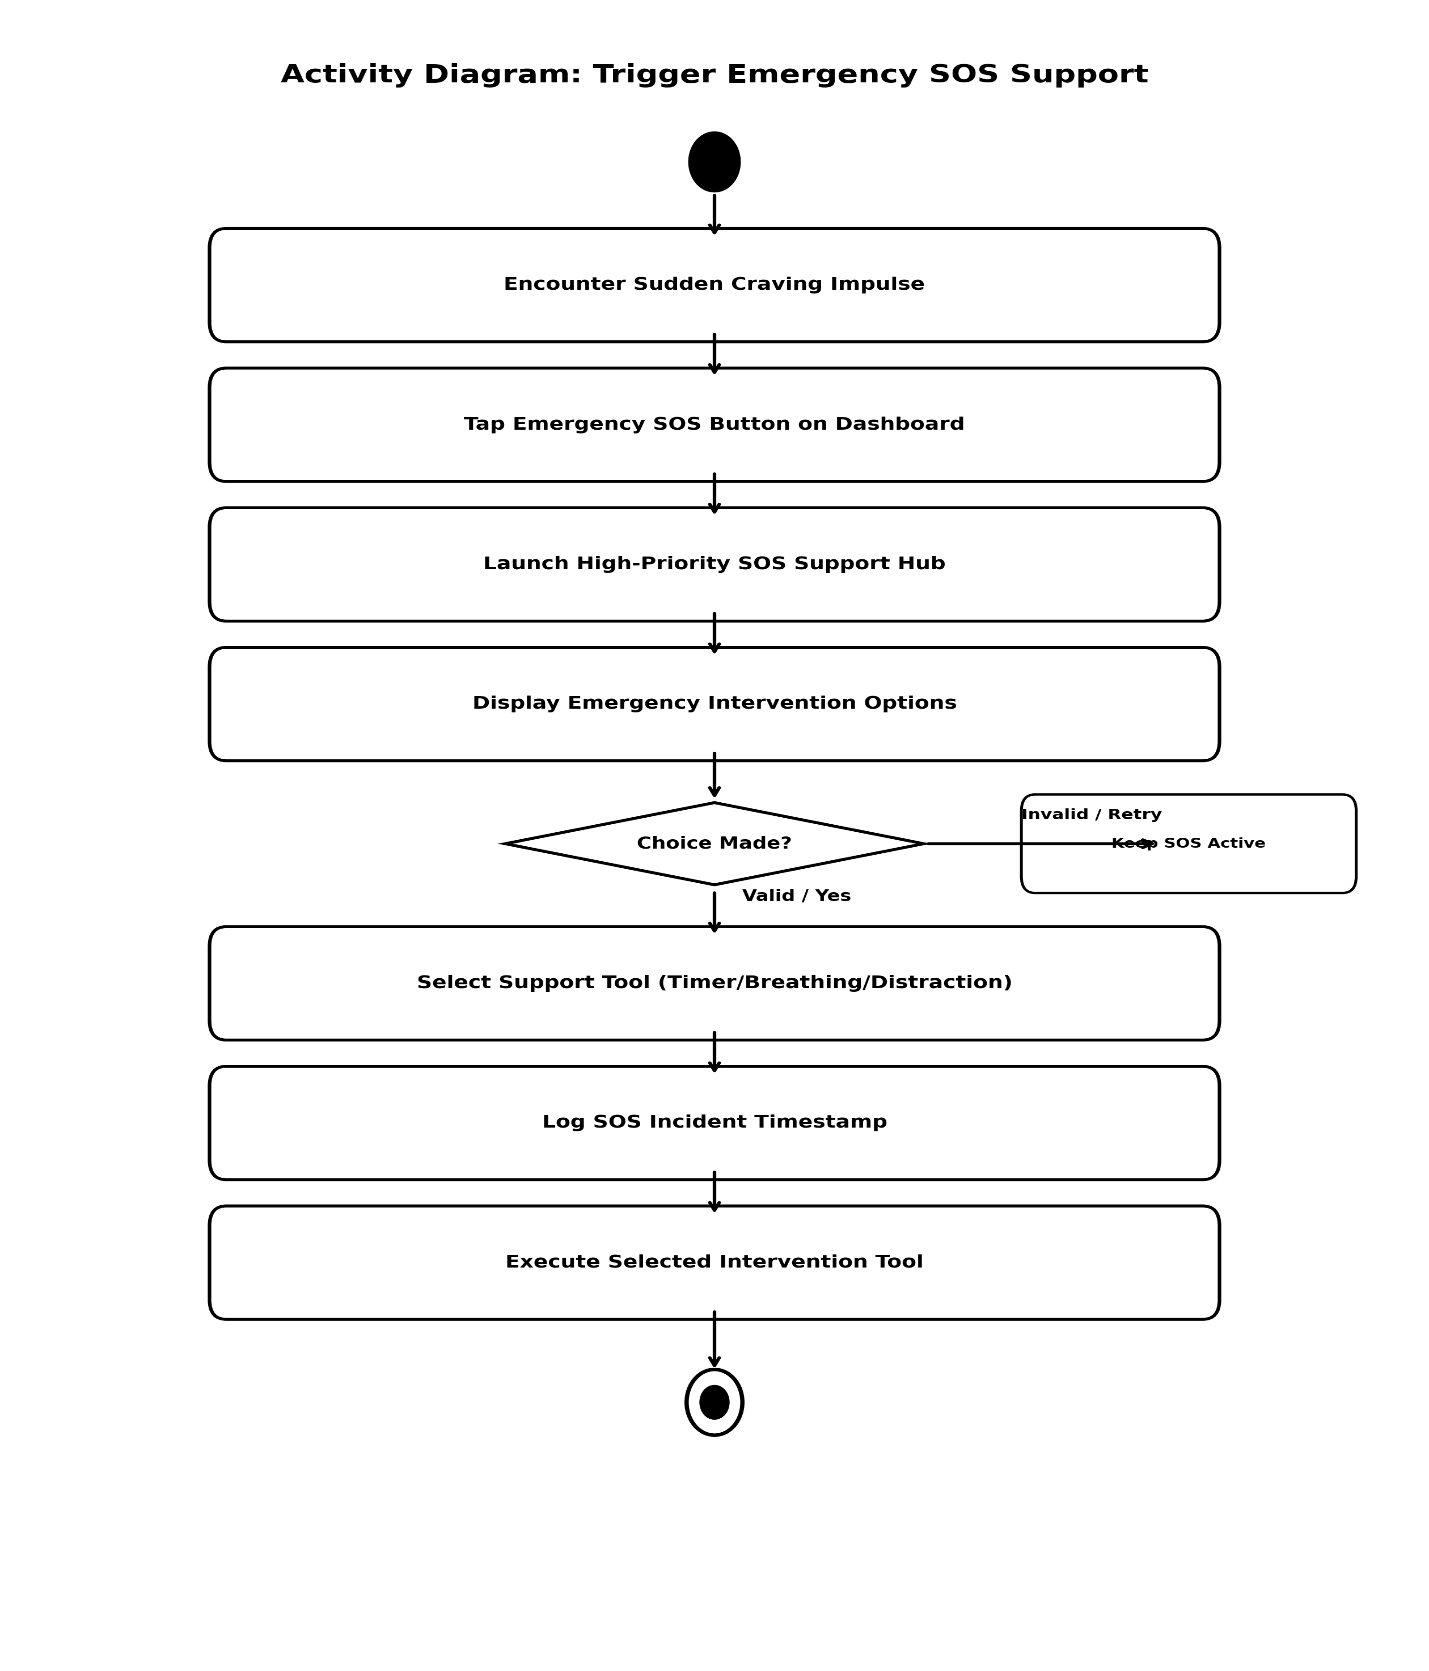 Activity Diagram: Trigger Emergency SOS Support
Encounter Sudden Craving Impulse
Tap Emergency SOS Button on Dashboard
Launch High-Priority SOS Support Hub
Display Emergency Intervention Options
Choice Made?
Invalid / Retry
Keep SOS Active
Valid / Yes
Select Support Tool (Timer/Breathing/Distraction)
Log SOS Incident Timestamp
Execute Selected Intervention Tool